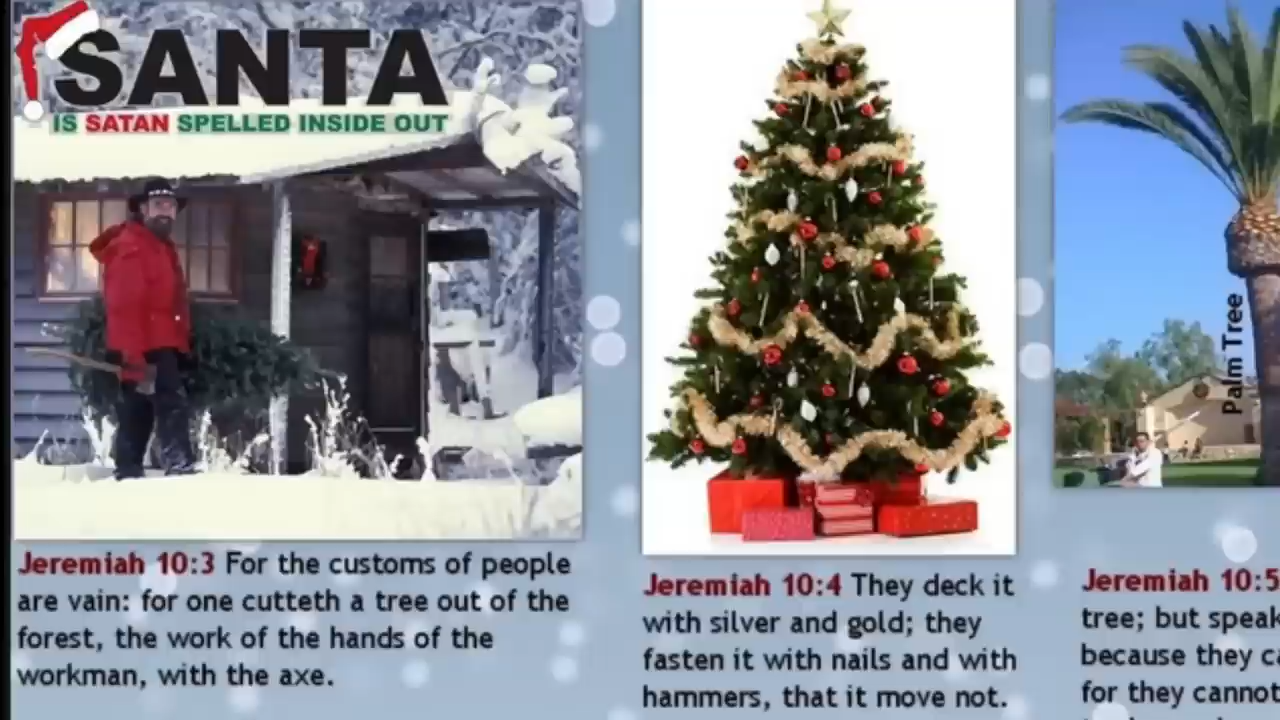 SANTA
IS SATAN SPELLED INSIDE OUT
Jeremiah 10:3 For the customs of people
are vain: for one cutteth a tree out of the
forest, the work of the hands of the
workman, with the axe.
Jeremiah 10:4 They deck it
with silver and gold; they
fasten it with nails and with
hammers, that it move not.
Palm Tree
Jeremiah 10:5
tree; but speak
because they
for they cannot